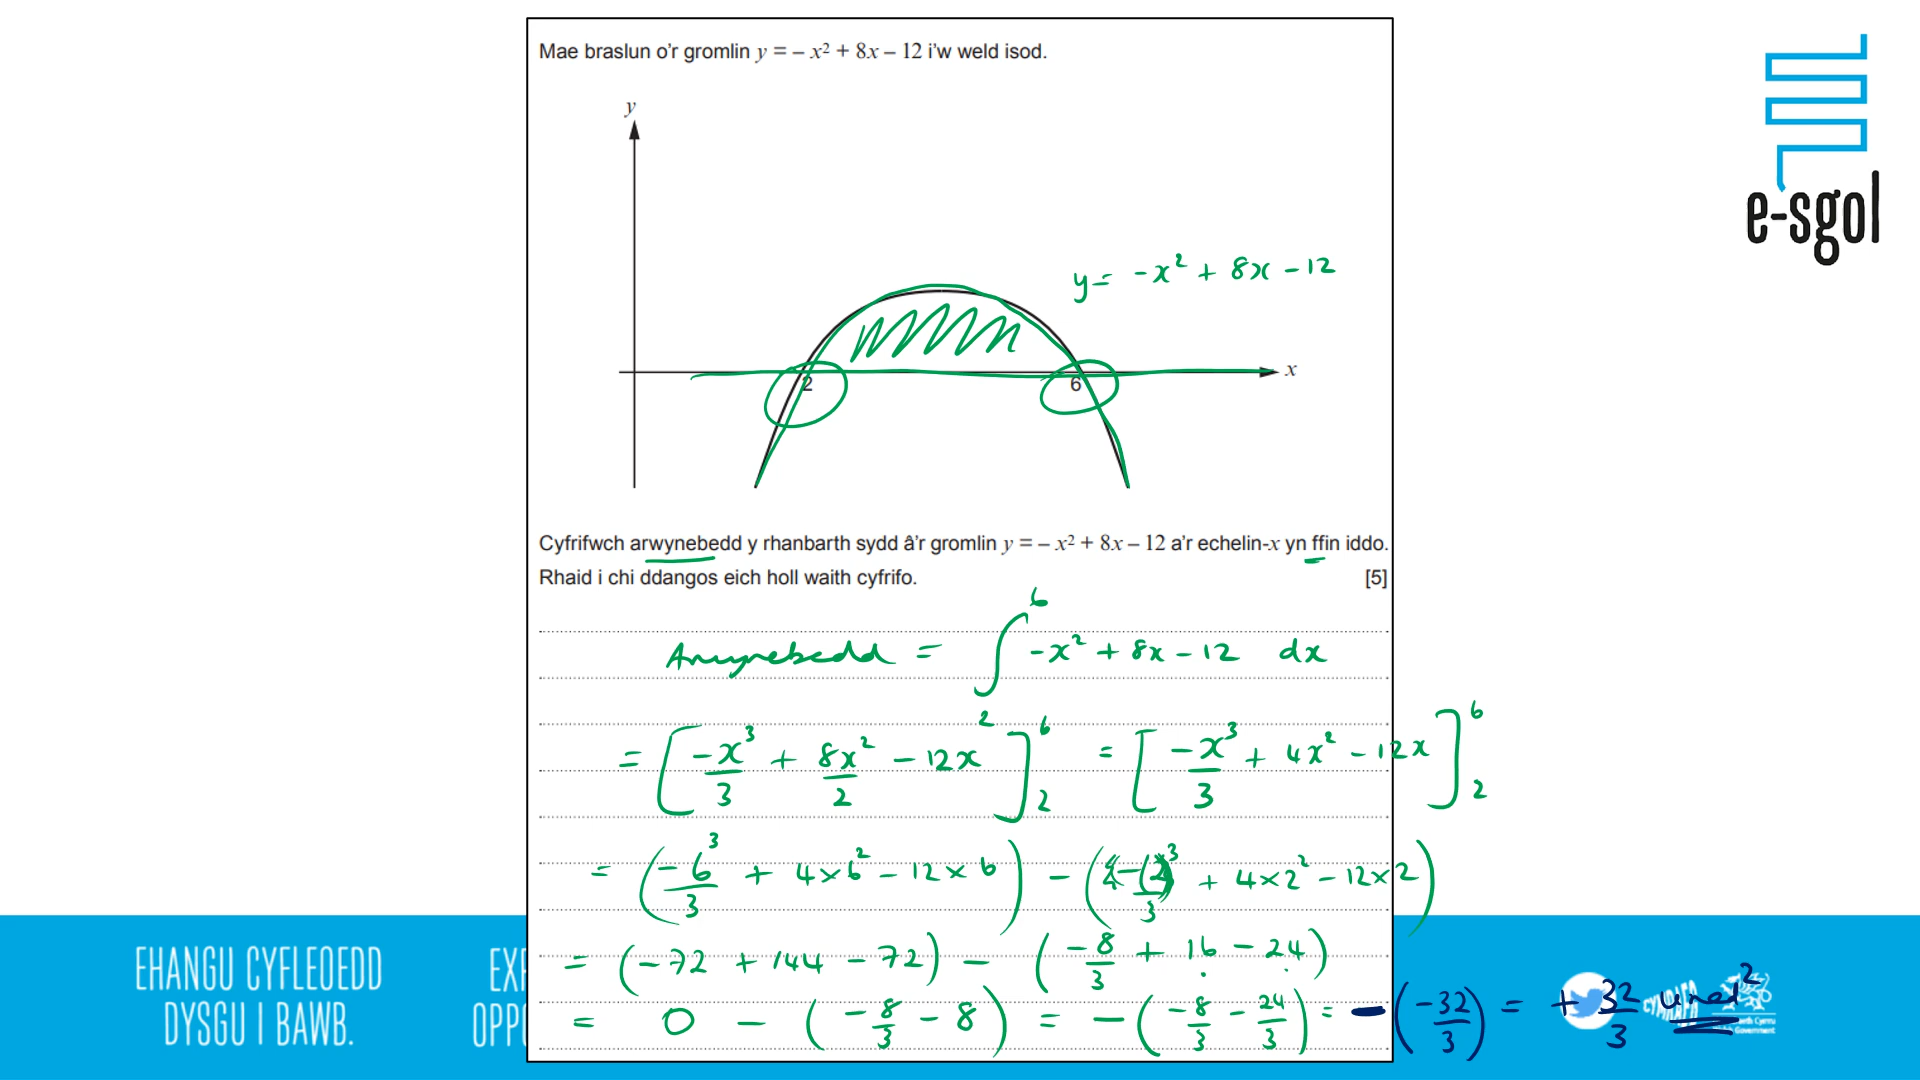 Mae braslun o'r gromlin y = – x² + 8x – 12 i'w weld isod.
y
e-sgol
y = -x² + 8x - 12
x
2
6
Cyfrifwch arwynebedd y rhanbarth sydd â'r gromlin y = – x² + 8x – 12 a'r echelin-x yn ffin iddo.
Rhaid i chi ddangos eich holl waith cyfrifo. [5]
Arwynebedd = ∫₂⁶ -x² + 8x - 12 dx
= [-x³/3 + 8x²/2 - 12x]₂⁶ = [-x³/3 + 4x² - 12x]₂⁶
= (-6³/3 + 4×6² - 12×6) - (-(2)³/3 + 4×2² - 12×2)
= (-72 + 144 - 72) - (-8/3 + 16 - 24)
= 0 - (-8/3 - 8) = -(-8/3 - 24/3) = -(-32/3) = +32/3 uned²
EHANGU CYFLEOEDD
DYSGU I BAWB.
EXP
OPPO